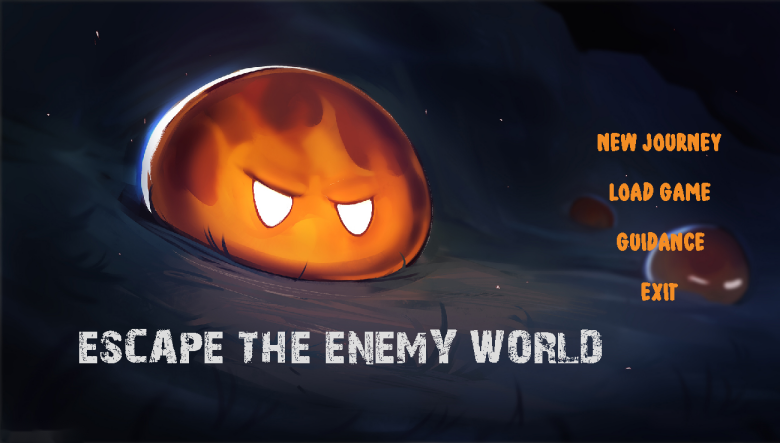 NEW JOURNEY
LOAD GAME
GUIDANCE
EXIT
ESCAPE THE ENEMY WORLD